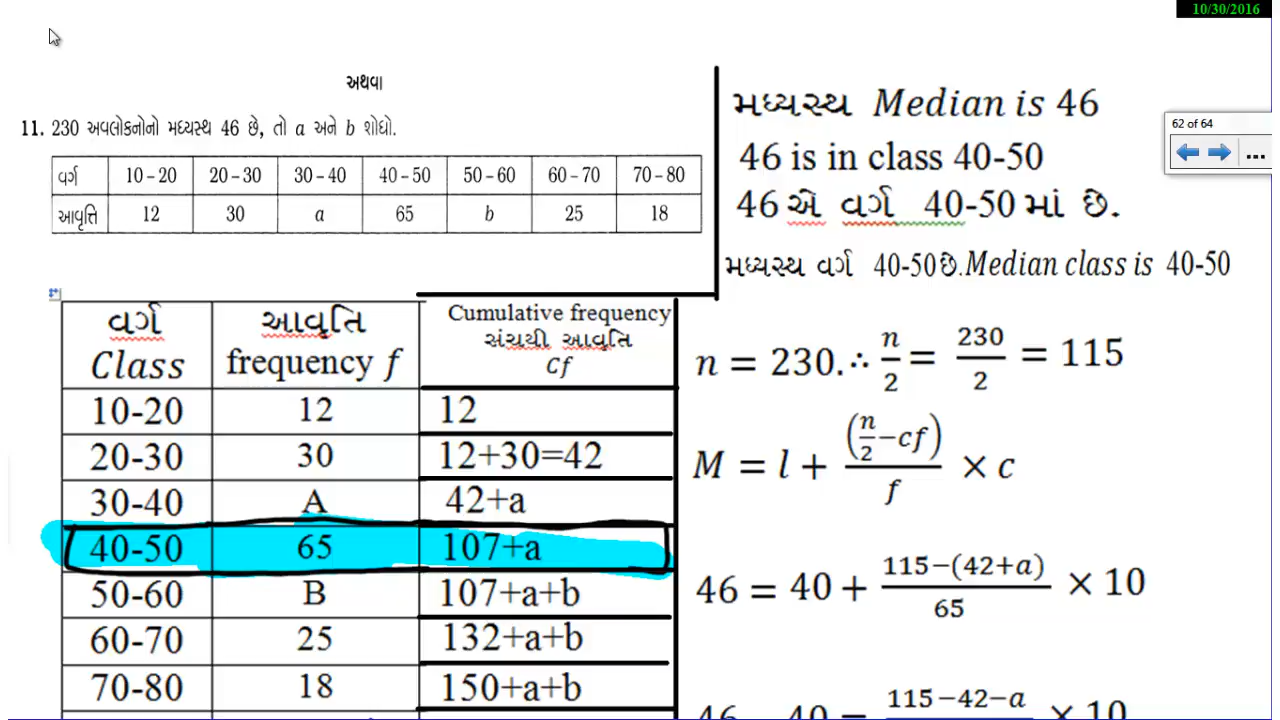 10/30/2016
અથવા
11. 230 અવલોકનોનો મધ્યસ્થ 46 છે, તો a અને b શોધો.
વર્ગ 10-20 20-30 30-40 40-50 50-60 60-70 70-80
આવૃત્તિ 12 30 a 65 b 25 18
મધ્યસ્થ Median is 46
46 is in class 40-50
46 એ વર્ગ 40-50 માં છે.
મધ્યસ્થ વર્ગ 40-50 છે. Median class is 40-50
62 of 64
વર્ગ Class આવૃતિ frequency f Cumulative frequency સંચયી આવૃતિ Cf
10-20 12 12
20-30 30 12+30=42
30-40 A 42+a
40-50 65 107+a
50-60 B 107+a+b
60-70 25 132+a+b
70-80 18 150+a+b
n = 230. ∴ n/2 = 230/2 = 115
M = l + (n/2 −cf)/f × c
46 = 40 + 115−(42+a)/65 × 10
115−42−a × 10